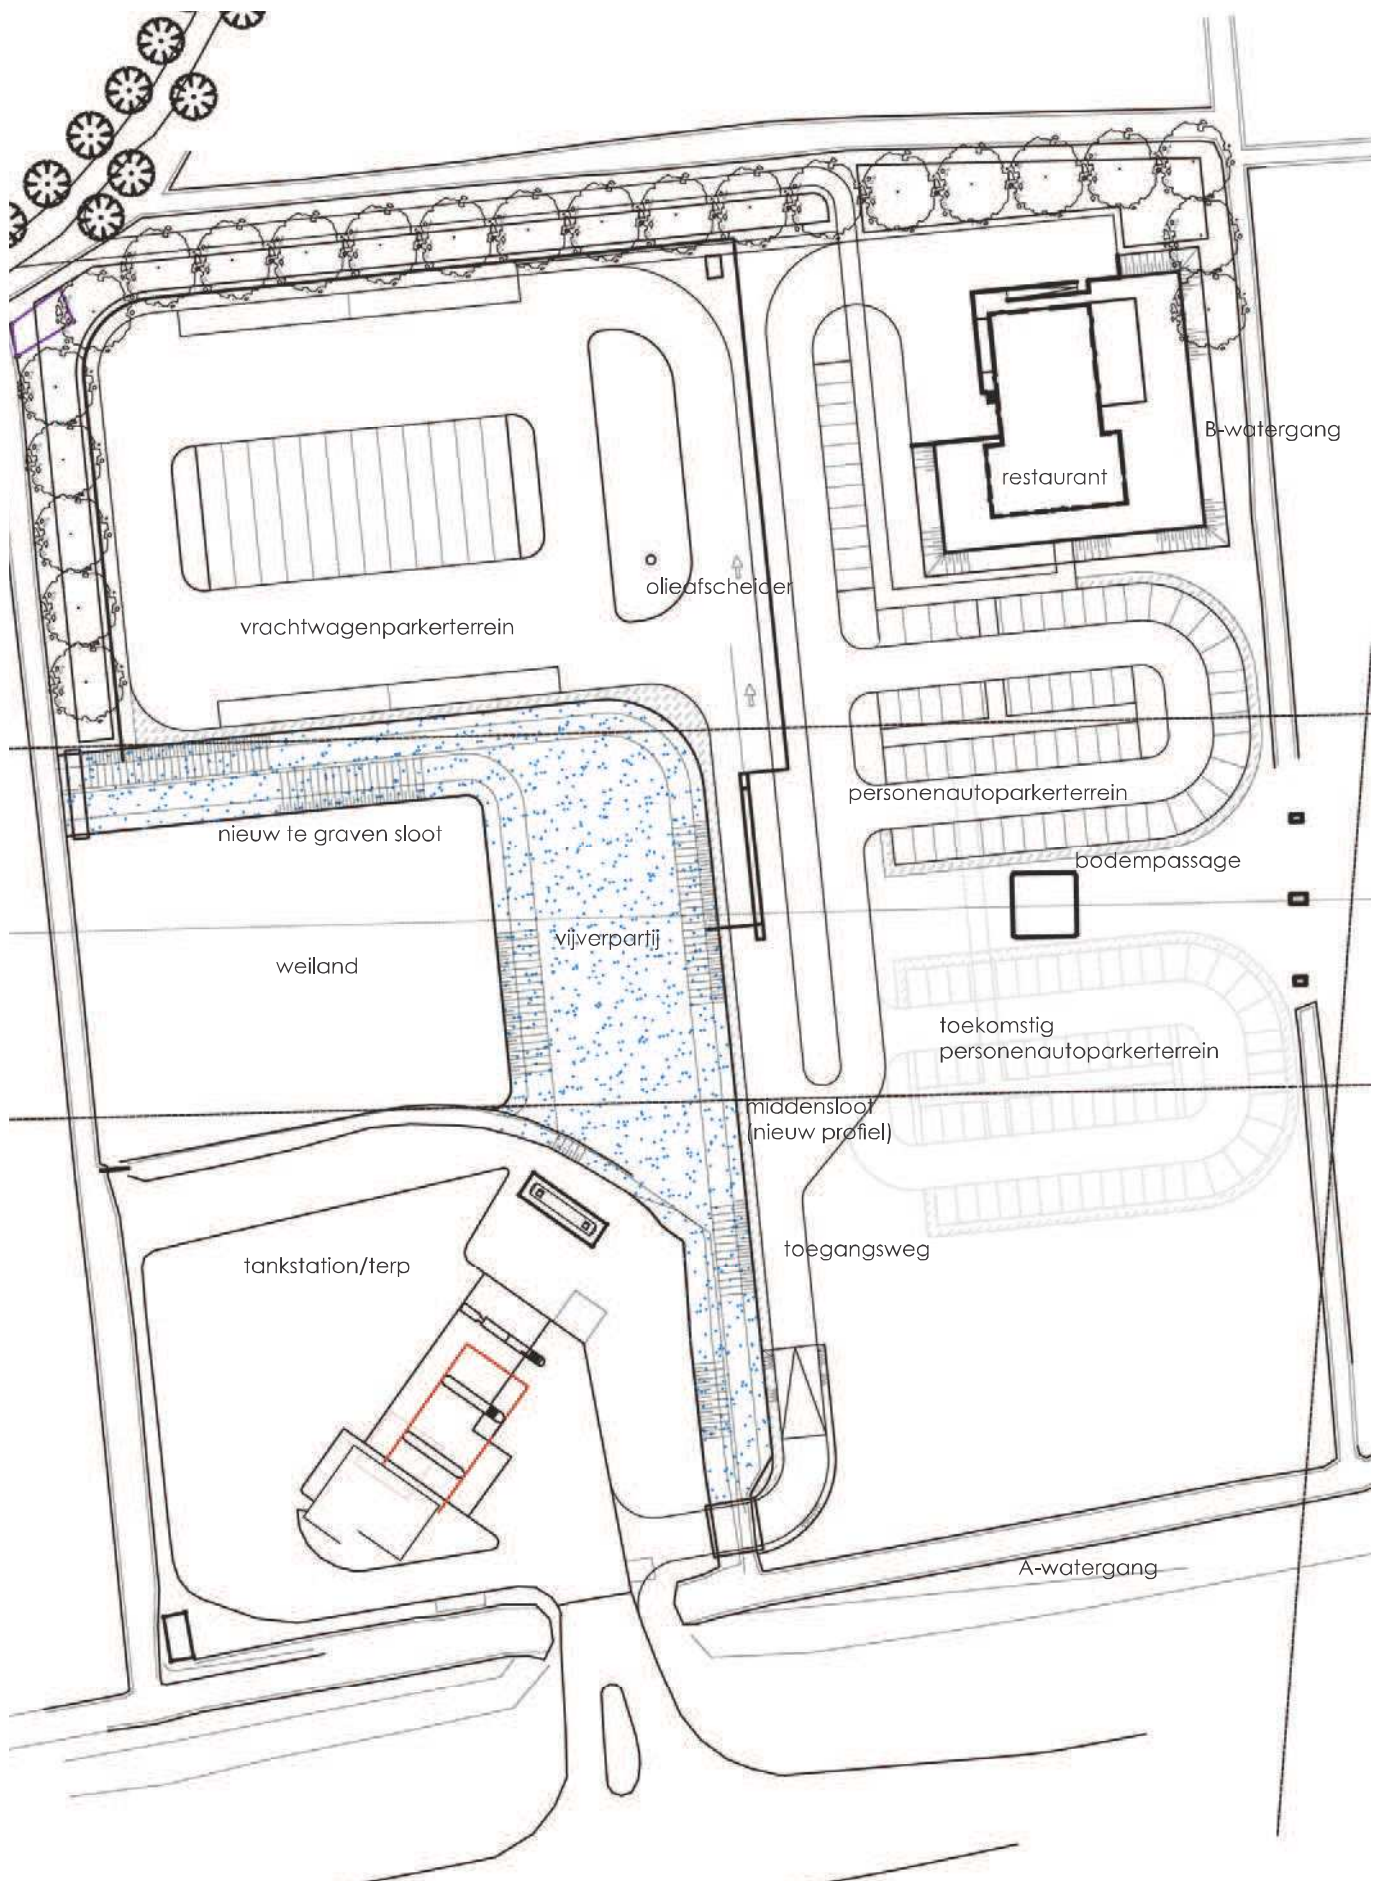 B-watergang
restaurant
olieafscheider
vrachtwagenparkerterrein
personenautoparkerterrein
nieuw te graven sloot
bodempassage
vijverpartij
weiland
toekomstig
personenautoparkerterrein
middensloot
(nieuw profiel)
toegangsweg
tankstation/terp
A-watergang